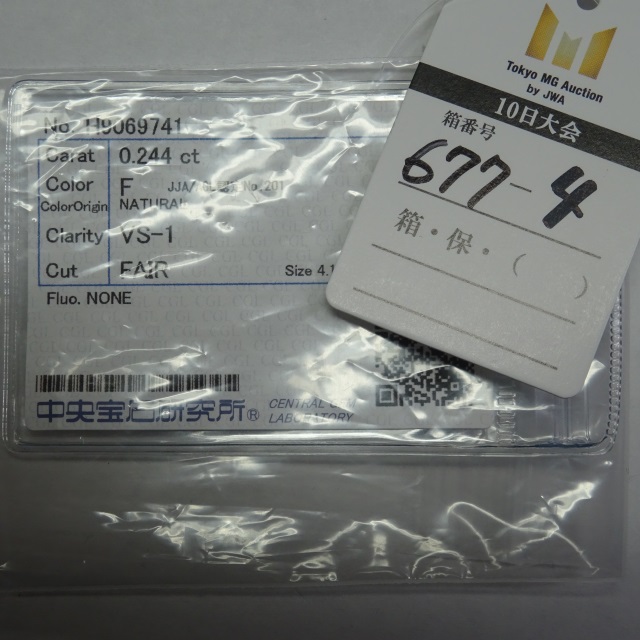 No. H9069741
Carat 0.244 ct
Color F
ColorOrigin NATURAL
Clarity VS-1
Cut FAIR
Size 4.1
Fluo. NONE
中央宝石研究所®
CENTRAL
LABORATORY
Tokyo MG Auction
by JWA
10日大会
箱番号
677-4
箱・保・( )